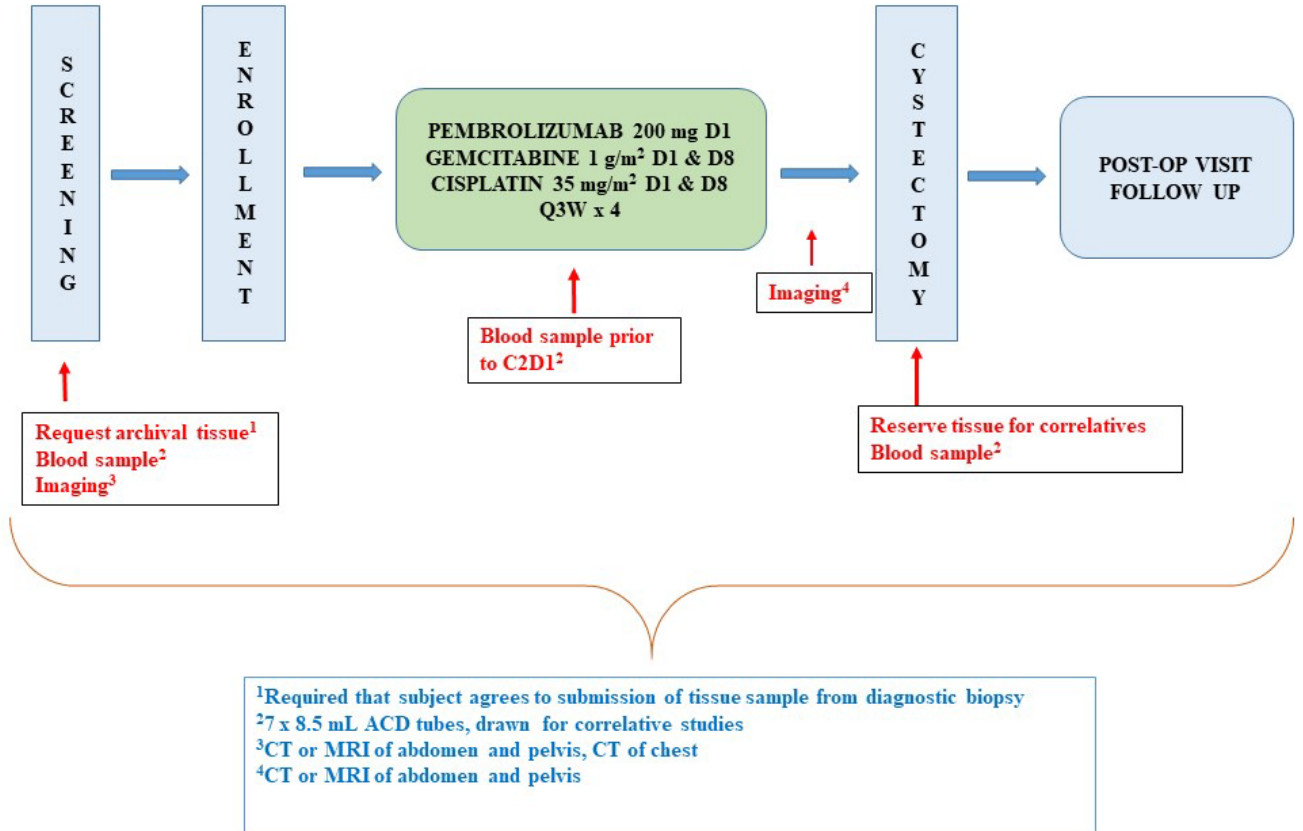 SCREENING
ENROLLMENT
PEMBROLIZUMAB 200 mg D1
GEMCITABINE 1 g/m² D1 & D8
CISPLATIN 35 mg/m² D1 & D8
Q3W x 4
CYSTECTOMY
POST-OP VISIT
FOLLOW UP
Imaging⁴
Blood sample prior
to C2D1²
Request archival tissue¹
Blood sample²
Imaging³
Reserve tissue for correlatives
Blood sample²
¹Required that subject agrees to submission of tissue sample from diagnostic biopsy
²7 x 8.5 mL ACD tubes, drawn for correlative studies
³CT or MRI of abdomen and pelvis, CT of chest
⁴CT or MRI of abdomen and pelvis